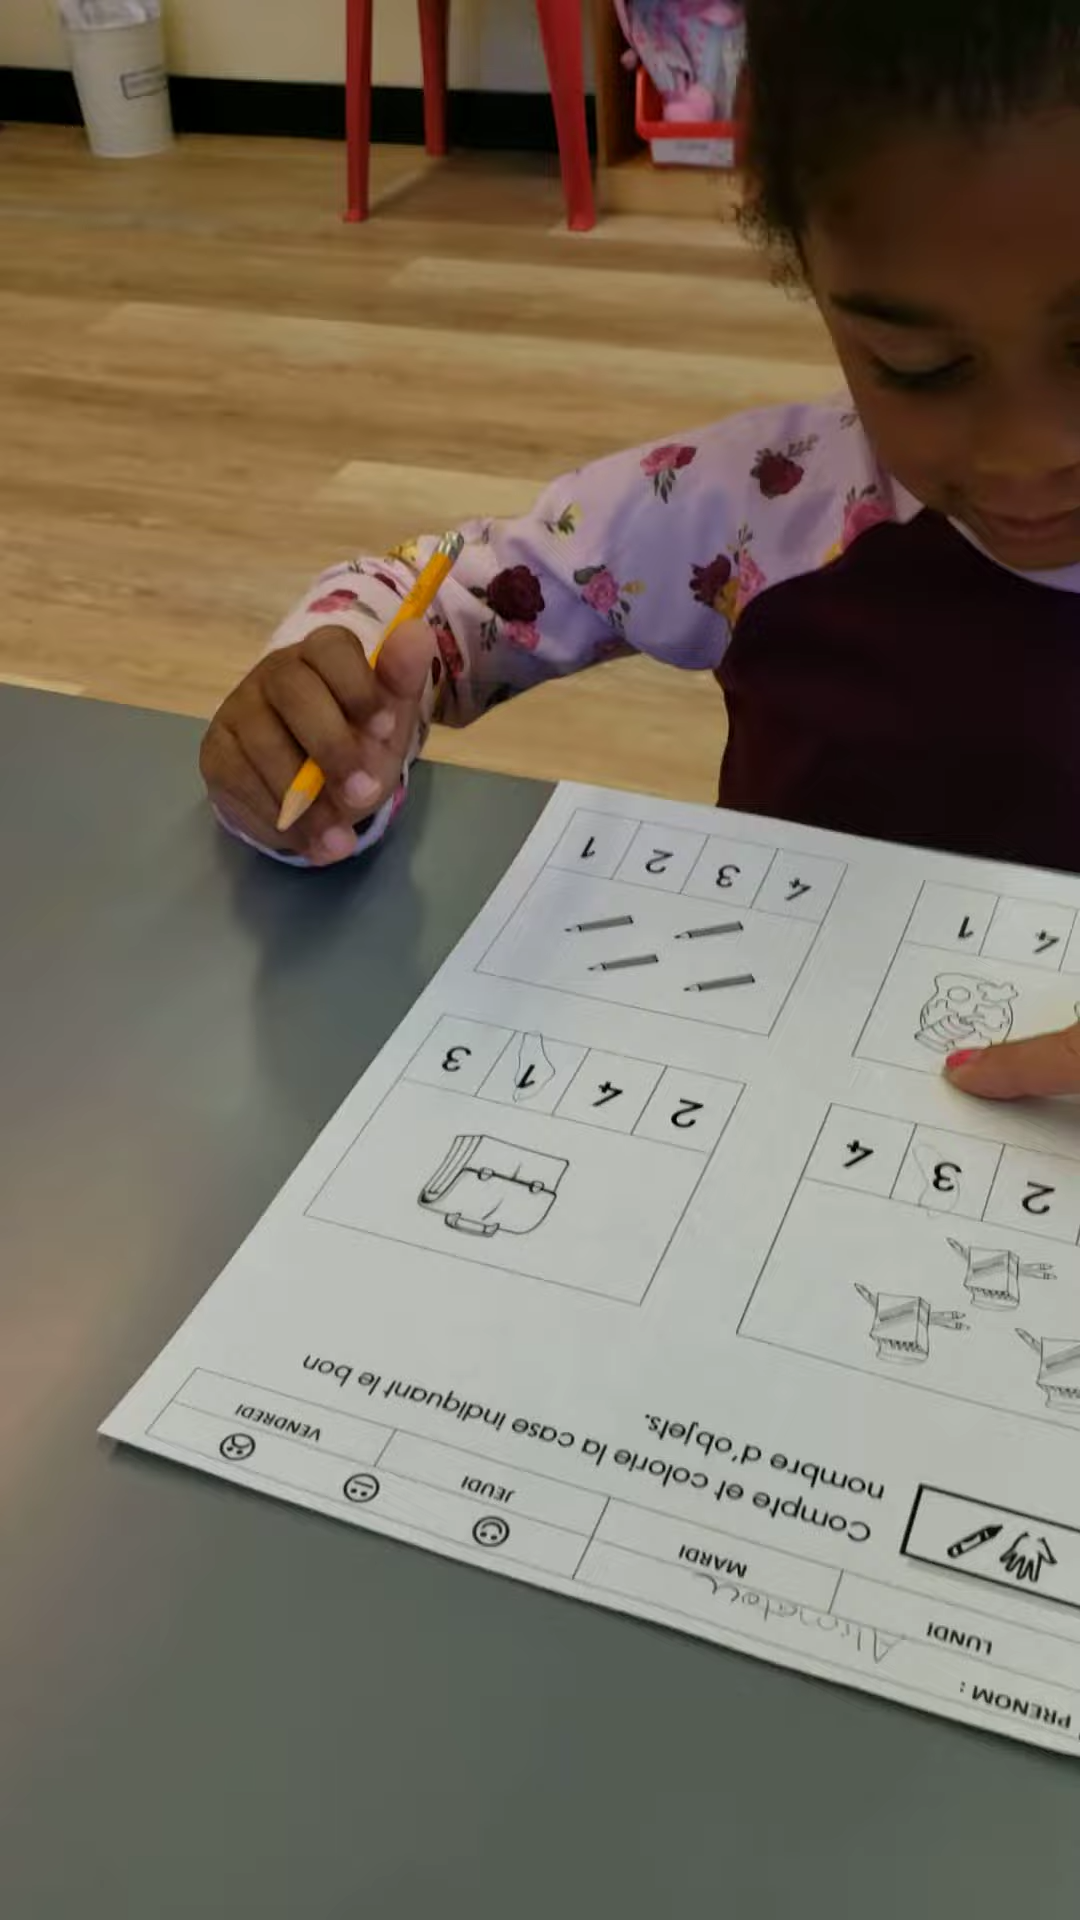 PRENOM : Alimatou
LUNDI MARDI JEUDI VENDREDI
Compte et colorie la case indiquant le bon
nombre d'objets.
2 3 4
2 4 1 3
4 1
4 3 2 1